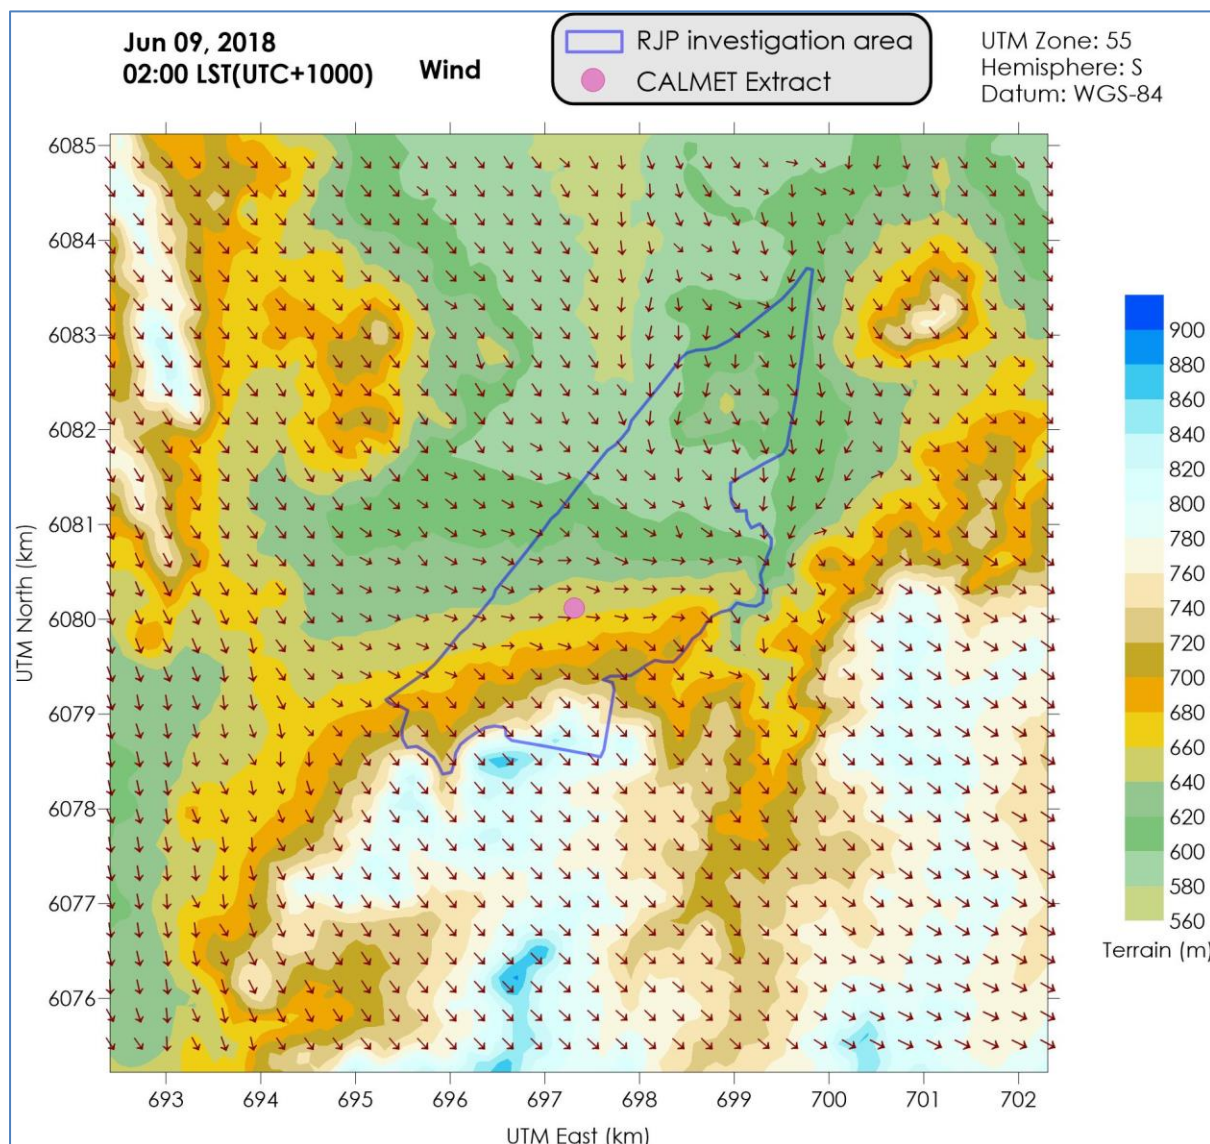 Jun 09, 2018
02:00 LST(UTC+1000)
Wind
RJP investigation area
CALMET Extract
UTM Zone: 55
Hemisphere: S
Datum: WGS-84
6085
6084
6083
6082
6081
6080
6079
6078
6077
6076
UTM North (km)
693 694 695 696 697 698 699 700 701 702
UTM East (km)
900
880
860
840
820
800
780
760
740
720
700
680
660
640
620
600
580
560
Terrain (m)